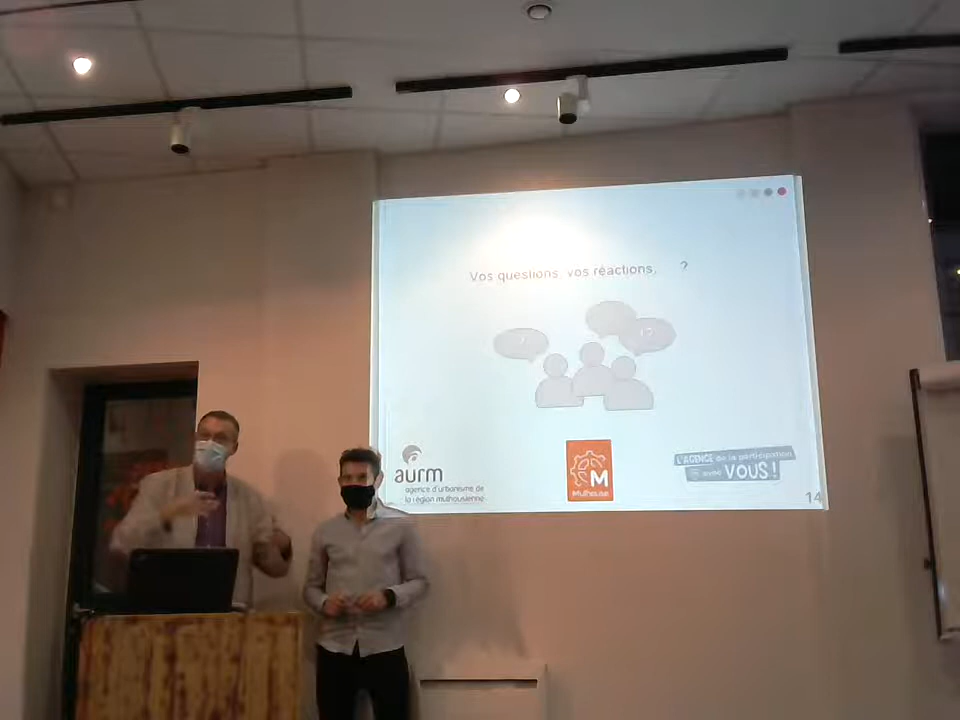 Vos questions, vos réactions, ?
? !?
aurm
agence d'urbanisme de
la région mulhousienne
M
Mulhouse
L'AGENCE de la participation
VOUS !
14